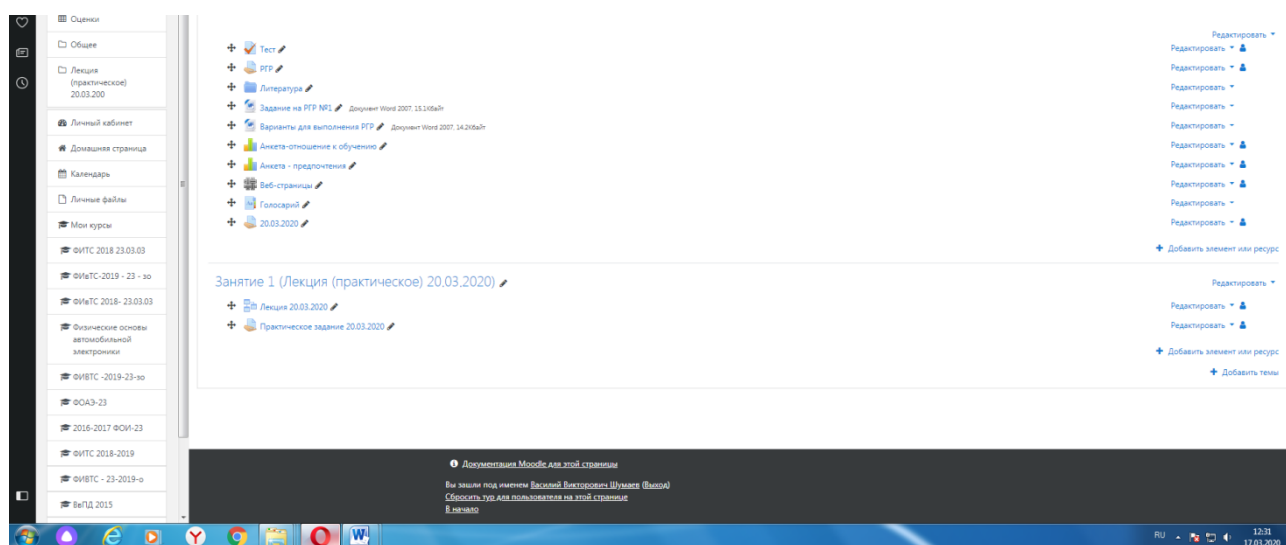 Оценки
Общее
Лекция
(практическое)
20.03.200
Личный кабинет
Домашняя страница
Календарь
Личные файлы
Мои курсы
ФИТС 2018 23.03.03
ФИвТС-2019 - 23 - зо
ФИвТС 2018- 23.03.03
Физические основы
автомобильной
электроники
ФИВТС -2019-23-зо
ФОАЭ-23
2016-2017 ФОИ-23
ФИТС 2018-2019
ФИВТС - 23-2019-о
ВеПД 2015
Редактировать
Тест Редактировать
РГР Редактировать
Литература Редактировать
Задание на РГР №1 Документ Word 2007, 15.1Кбайт Редактировать
Варианты для выполнения РГР Документ Word 2007, 14.2Кбайт Редактировать
Анкета-отношение к обучению Редактировать
Анкета - предпочтения Редактировать
Веб-страницы Редактировать
Голосарий Редактировать
20.03.2020 Редактировать
Добавить элемент или ресурс
Занятие 1 (Лекция (практическое) 20.03.2020) Редактировать
Лекция 20.03.2020 Редактировать
Практическое задание 20.03.2020 Редактировать
Добавить элемент или ресурс
Добавить темы
Документация Moodle для этой страницы
Вы зашли под именем Василий Викторович Шумаев (Выход)
Сбросить тур для пользователя на этой странице
В начало
RU 12:31
17.03.2020